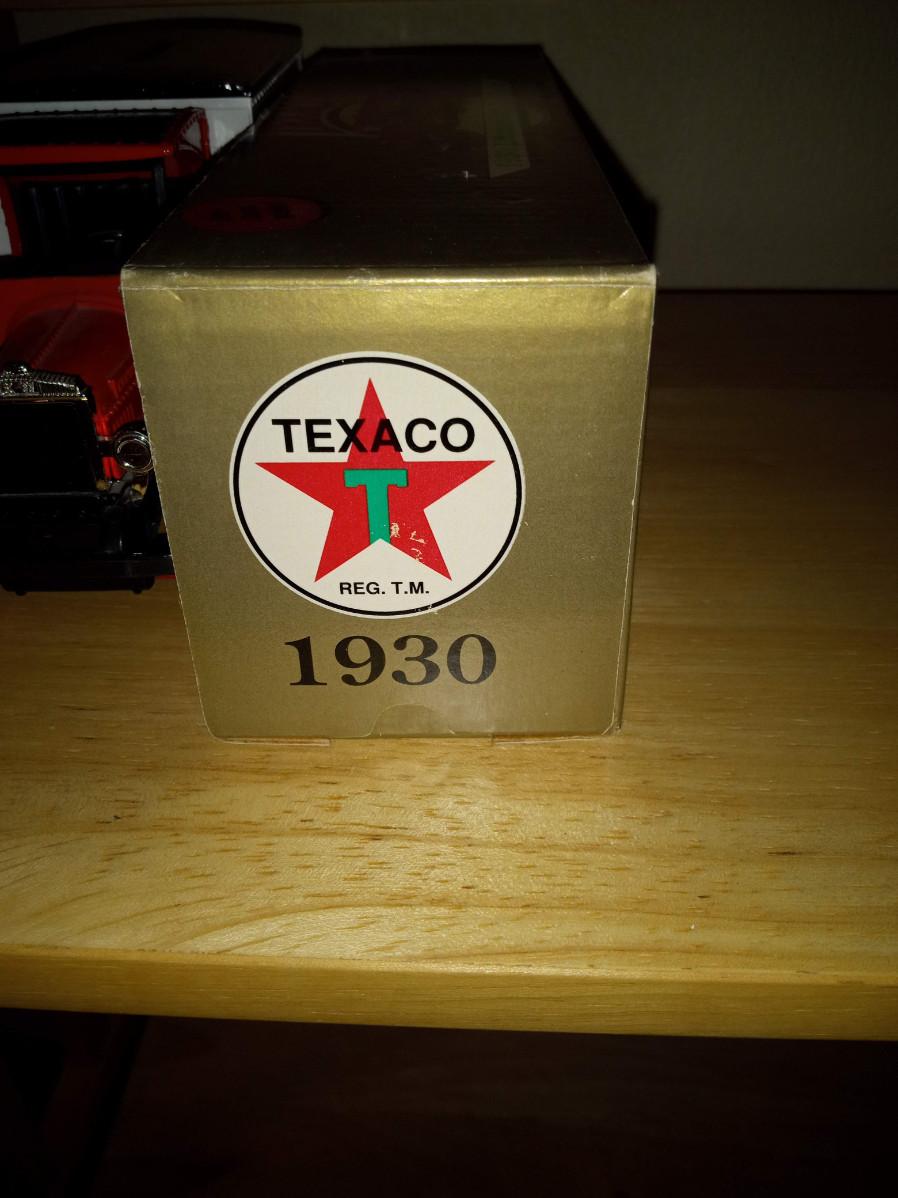 TEXACO
T
REG. T.M.
1930